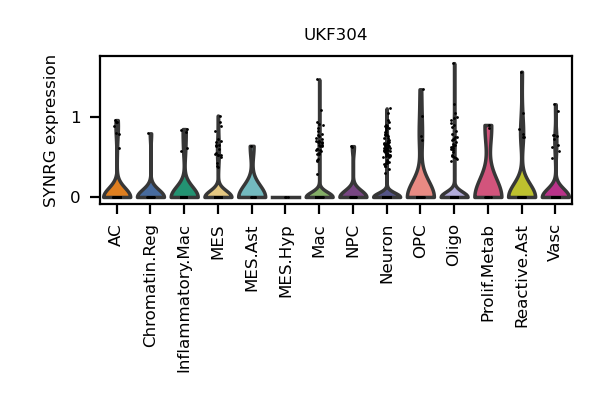 UKF304
SYNRG expression
1
0
AC
Chromatin.Reg
Inflammatory.Mac
MES
MES.Ast
MES.Hyp
Mac
NPC
Neuron
OPC
Oligo
Prolif.Metab
Reactive.Ast
Vasc